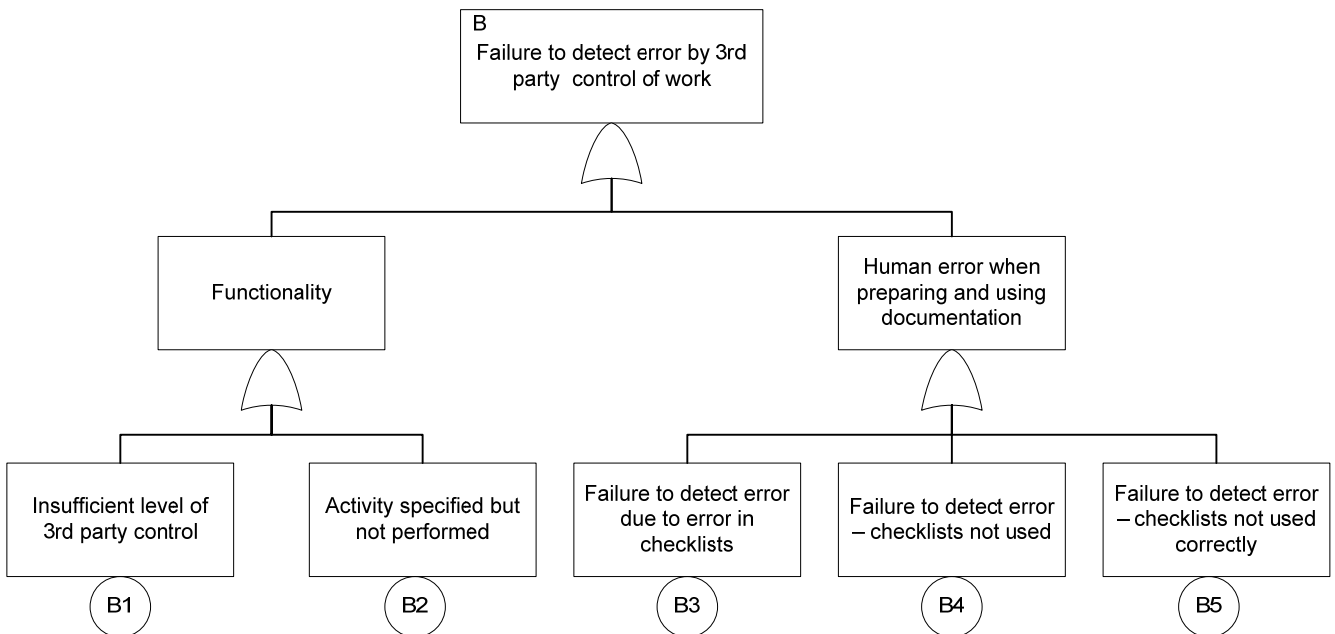 B
Failure to detect error by 3rd
party control of work
Functionality
Human error when
preparing and using
documentation
Insufficient level of
3rd party control
Activity specified but
not performed
Failure to detect error
due to error in
checklists
Failure to detect error
– checklists not used
Failure to detect error
– checklists not used
correctly
B1
B2
B3
B4
B5